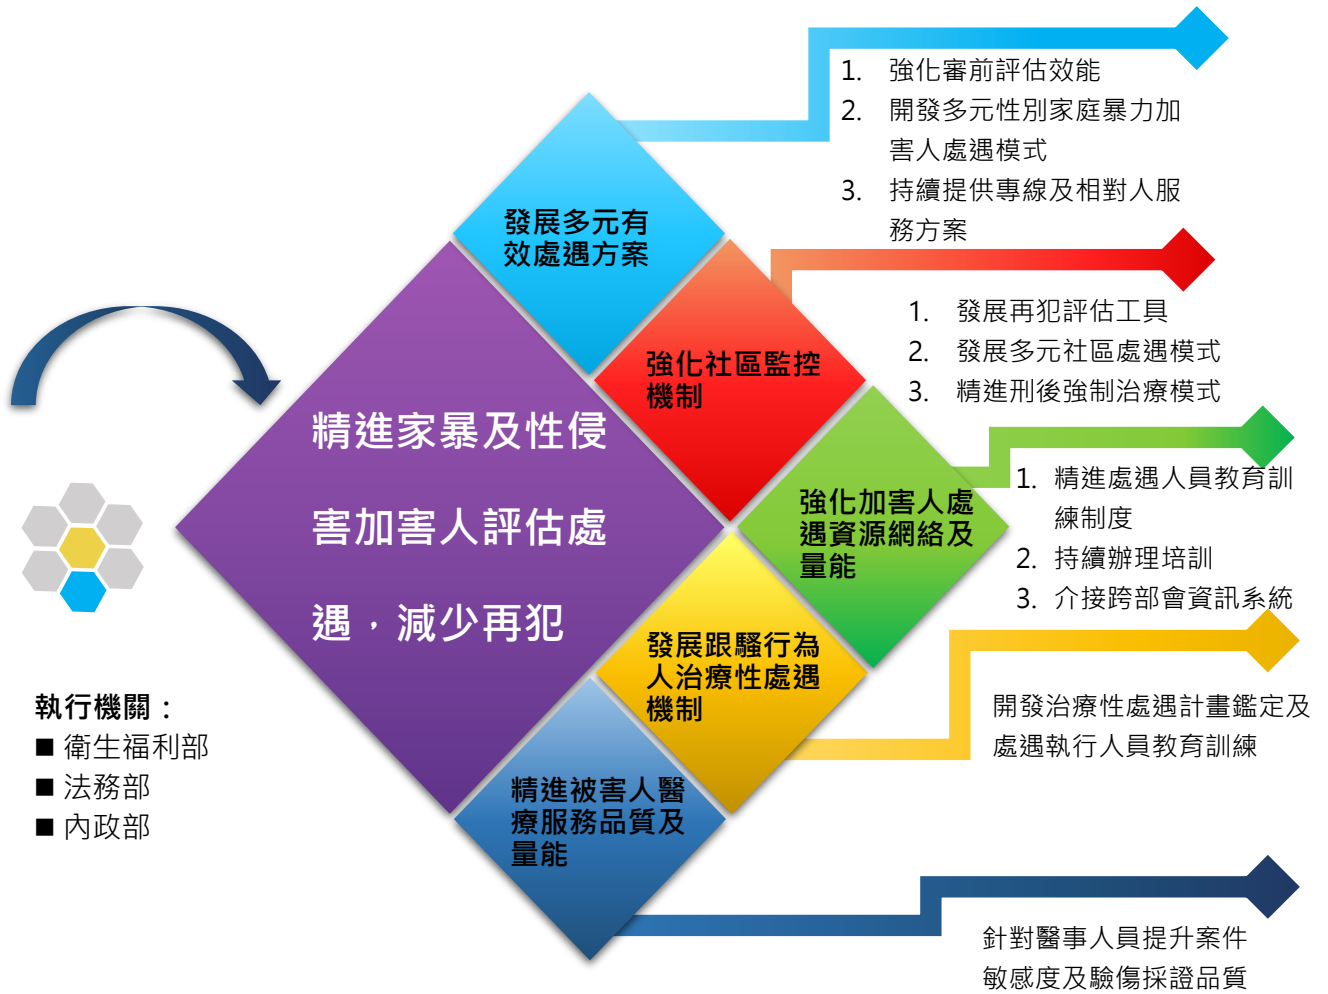 1. 強化審前評估效能
2. 開發多元性別家庭暴力加
害人處遇模式
3. 持續提供專線及相對人服
務方案
發展多元有
效處遇方案
1. 發展再犯評估工具
2. 發展多元社區處遇模式
3. 精進刑後強制治療模式
強化社區監控
機制
精進家暴及性侵
害加害人評估處
遇，減少再犯
1. 精進處遇人員教育訓
練制度
2. 持續辦理培訓
3. 介接跨部會資訊系統
強化加害人處
遇資源網絡及
量能
發展跟騷行為
人治療性處遇
機制
開發治療性處遇計畫鑑定及
處遇執行人員教育訓練
執行機關：
■ 衛生福利部
■ 法務部
■ 內政部
精進被害人醫
療服務品質及
量能
針對醫事人員提升案件
敏感度及驗傷採證品質